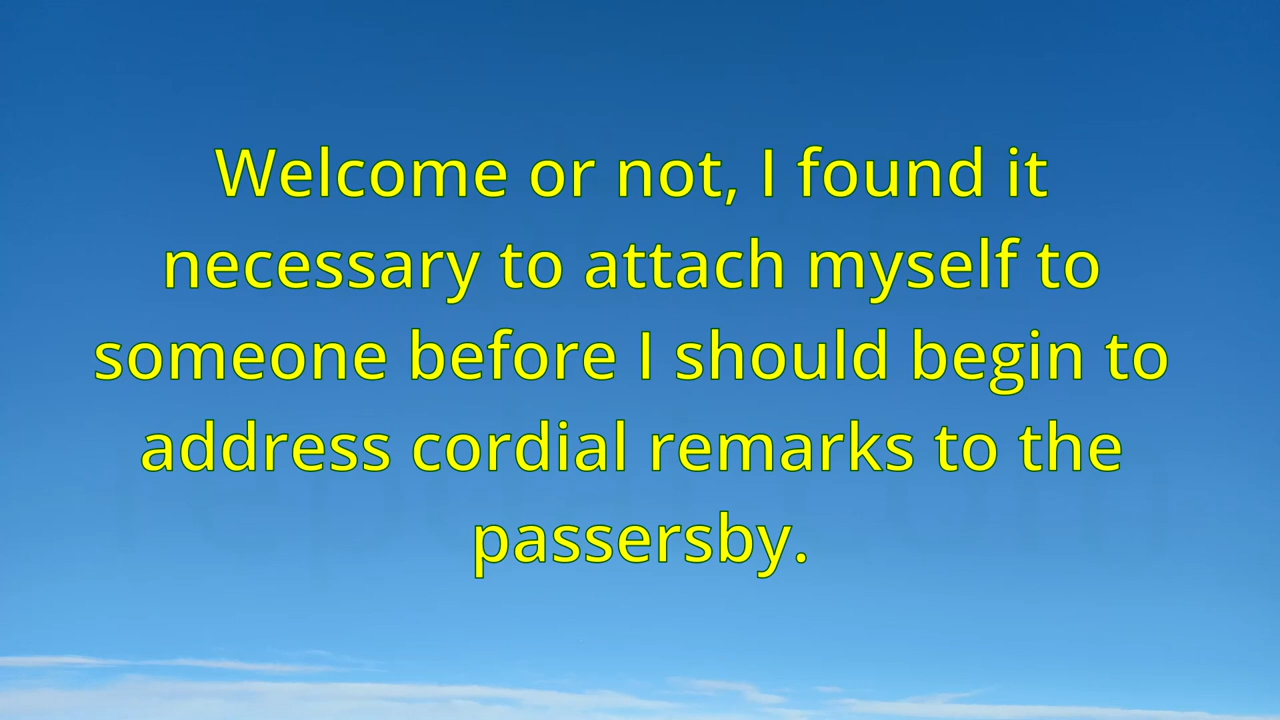 Welcome or not, I found it
necessary to attach myself to
someone before I should begin to
address cordial remarks to the
passersby.